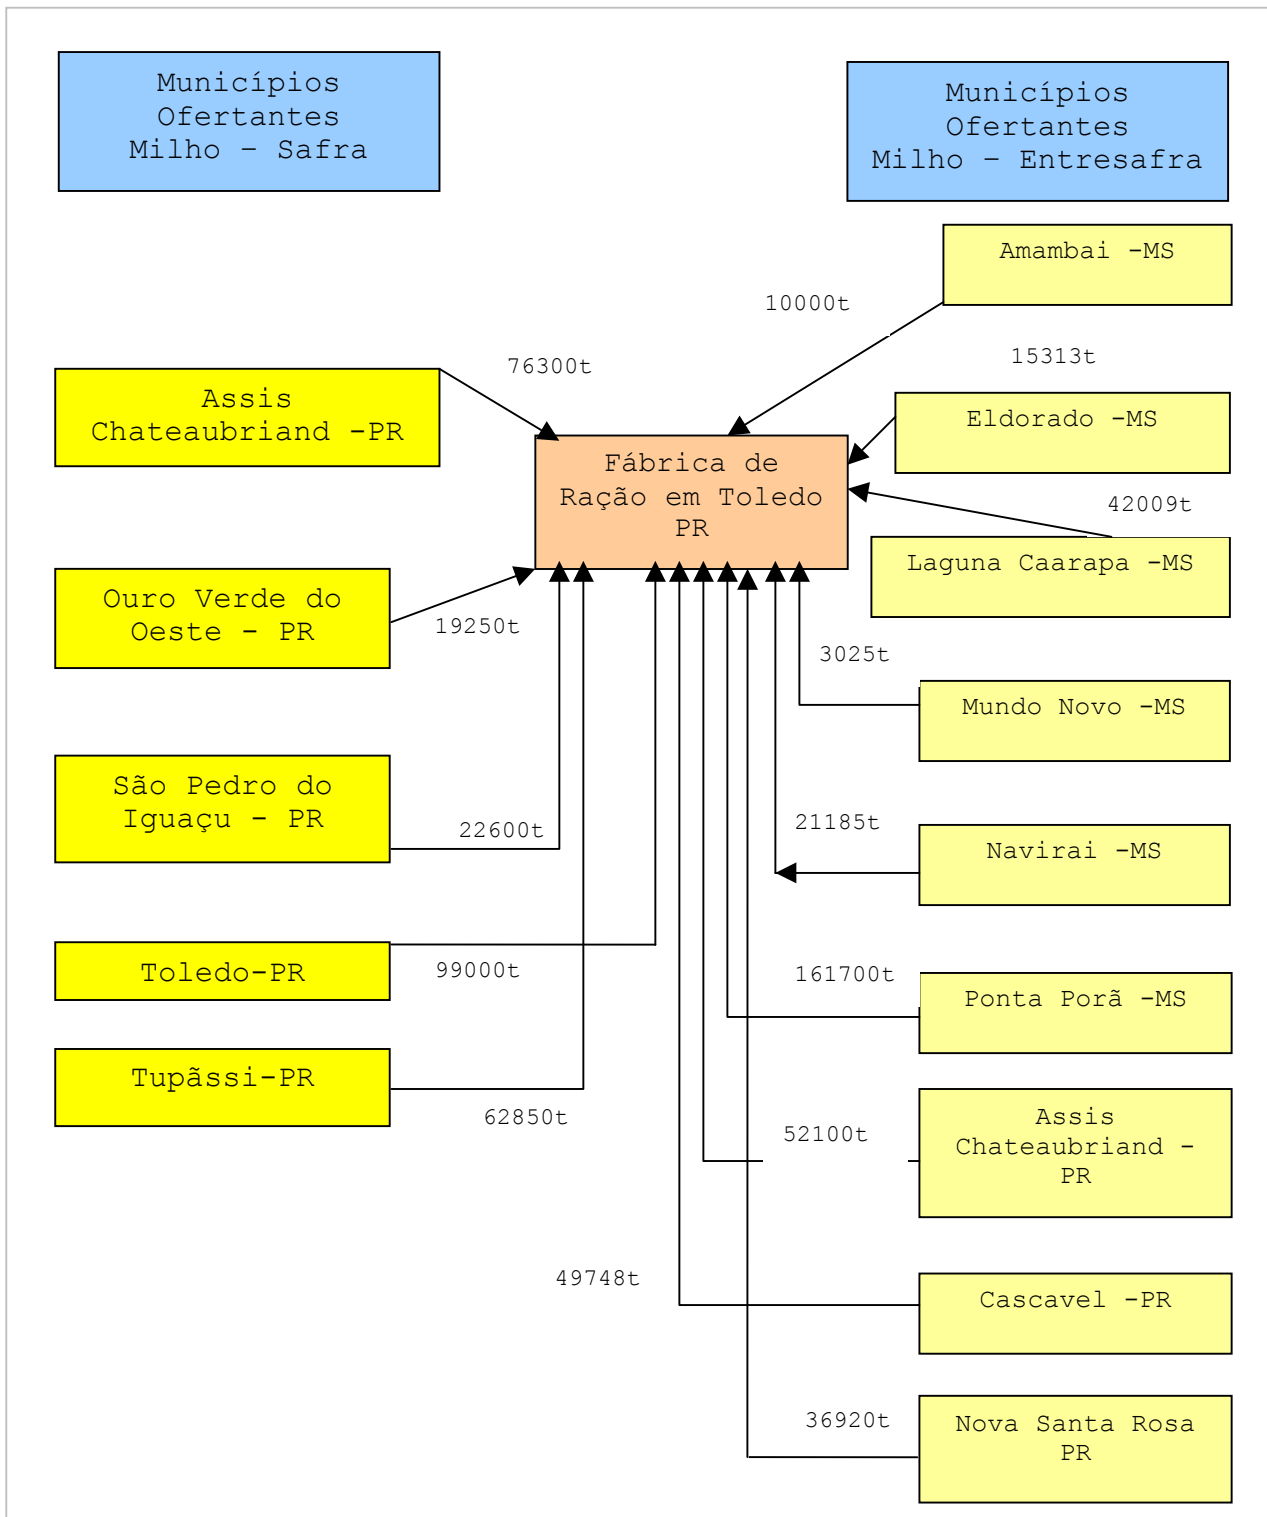 Municípios
Ofertantes
Milho – Safra
Municípios
Ofertantes
Milho – Entresafra
Amambai -MS
10000t
15313t
76300t
Assis
Chateaubriand -PR
Eldorado -MS
Fábrica de
Ração em Toledo
PR
42009t
Laguna Caarapa -MS
Ouro Verde do
Oeste - PR
19250t
3025t
Mundo Novo -MS
São Pedro do
Iguaçu - PR
22600t
21185t
Navirai -MS
Toledo-PR
99000t
161700t
Ponta Porã -MS
Tupãssi-PR
62850t
52100t
Assis
Chateaubriand -
PR
49748t
Cascavel -PR
36920t
Nova Santa Rosa
PR